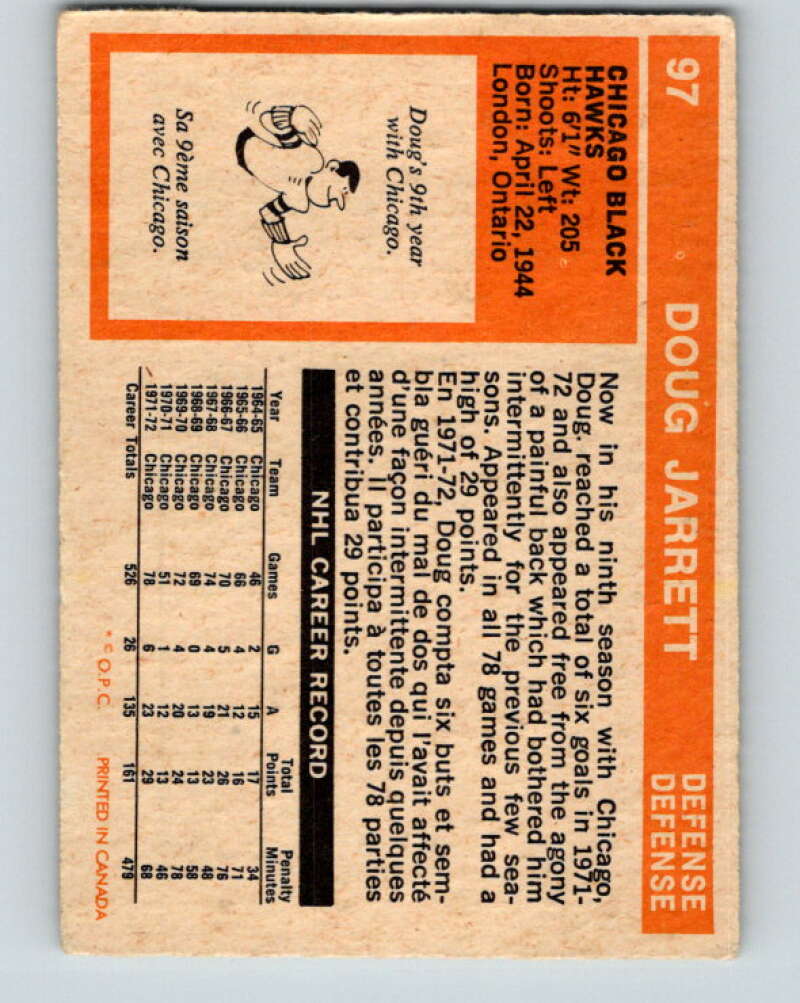 97 DOUG JARRETT DEFENSE
DEFENSE
CHICAGO BLACK
HAWKS
Ht: 6'1" Wt: 205
Shoots: Left
Born: April 22, 1944
London, Ontario
Doug's 9th year
with Chicago.
Sa 9ème saison
avec Chicago.
Now in his ninth season with Chicago,
Doug. reached a total of six goals in 1971-
72 and also appeared free from the agony
of a painful back which had bothered him
intermittently for the previous few sea-
sons. Appeared in all 78 games and had a
high of 29 points.
En 1971-72, Doug compta six buts et sem-
bla guéri du mal de dos qui l'avait affecté
d'une façon intermittente depuis quelques
années. Il participa à toutes les 78 parties
et contribua 29 points.
NHL CAREER RECORD
Year Team Games G A Total Points Penalty Minutes
1964-65 Chicago 46 2 15 17 34
1965-66 Chicago 66 4 12 16 71
1966-67 Chicago 70 5 21 26 76
1967-68 Chicago 74 4 19 23 48
1968-69 Chicago 69 0 13 13 58
1969-70 Chicago 72 4 20 24 78
1970-71 Chicago 51 1 12 13 46
1971-72 Chicago 78 6 23 29 68
Career Totals 526 26 135 161 479
* © O.P.C. PRINTED IN CANADA